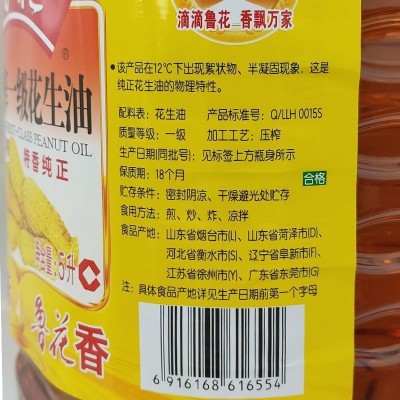 滴滴鲁花 香飘万家
•该产品在12℃下出现絮状物、半凝固现象，这是
纯正花生油的物理特性。
配料表：花生油 产品标准号：Q/LLH 0015S
质量等级：一级 加工工艺：压榨
生产日期(同批号)：见标签上方瓶身所示
保质期：18个月
合格
贮存条件：密封阴凉、干燥避光处贮存
食用方法：煎、炒、炸、凉拌
产地：山东省烟台市(L)、山东省菏泽市(D)、
河北省衡水市(S)、辽宁省阜新市(F)、
江苏省徐州市(Y)、广东省东莞市(G)
注：具体食品产地详见生产日期前第一个字母
6 916168 616554
一级花生油
-CLASS PEANUT OIL
特香纯正
净含量:5升
鲁花香